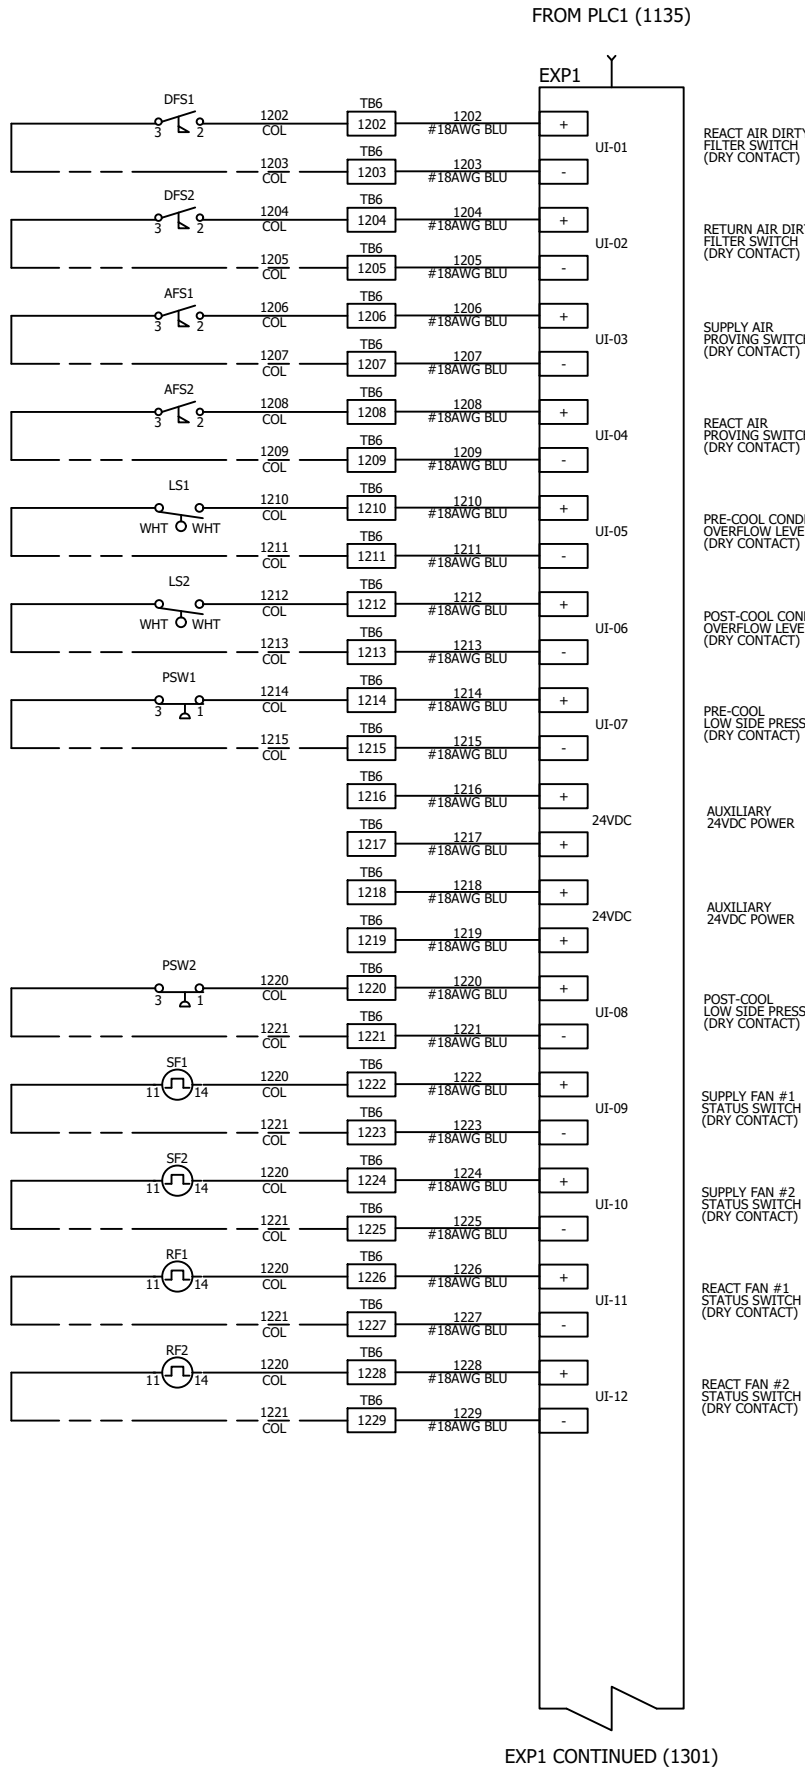 FROM PLC1 (1135)
EXP1
DFS1
3 2
1202
COL
TB6
1202
1202
#18AWG BLU
+
UI-01
1203
COL
TB6
1203
1203
#18AWG BLU
-
REACT AIR DIRTY
FILTER SWITCH
(DRY CONTACT)
DFS2
3 2
1204
COL
TB6
1204
1204
#18AWG BLU
+
UI-02
1205
COL
TB6
1205
1205
#18AWG BLU
-
RETURN AIR DIR
FILTER SWITCH
(DRY CONTACT)
AFS1
3 2
1206
COL
TB6
1206
1206
#18AWG BLU
+
UI-03
1207
COL
TB6
1207
1207
#18AWG BLU
-
SUPPLY AIR
PROVING SWITCH
(DRY CONTACT)
AFS2
3 2
1208
COL
TB6
1208
1208
#18AWG BLU
+
UI-04
1209
COL
TB6
1209
1209
#18AWG BLU
-
REACT AIR
PROVING SWITCH
(DRY CONTACT)
LS1
WHT WHT
1210
COL
TB6
1210
1210
#18AWG BLU
+
UI-05
1211
COL
TB6
1211
1211
#18AWG BLU
-
PRE-COOL COND
OVERFLOW LEVE
(DRY CONTACT)
LS2
WHT WHT
1212
COL
TB6
1212
1212
#18AWG BLU
+
UI-06
1213
COL
TB6
1213
1213
#18AWG BLU
-
POST-COOL CON
OVERFLOW LEVE
(DRY CONTACT)
PSW1
3 1
1214
COL
TB6
1214
1214
#18AWG BLU
+
UI-07
1215
COL
TB6
1215
1215
#18AWG BLU
-
PRE-COOL
LOW SIDE PRESS
(DRY CONTACT)
TB6
1216
1216
#18AWG BLU
+
24VDC
TB6
1217
1217
#18AWG BLU
+
AUXILIARY
24VDC POWER
TB6
1218
1218
#18AWG BLU
+
24VDC
TB6
1219
1219
#18AWG BLU
+
AUXILIARY
24VDC POWER
PSW2
3 1
1220
COL
TB6
1220
1220
#18AWG BLU
+
UI-08
1221
COL
TB6
1221
1221
#18AWG BLU
-
POST-COOL
LOW SIDE PRESS
(DRY CONTACT)
SF1
11 14
1220
COL
TB6
1222
1222
#18AWG BLU
+
UI-09
1221
COL
TB6
1223
1223
#18AWG BLU
-
SUPPLY FAN #1
STATUS SWITCH
(DRY CONTACT)
SF2
11 14
1220
COL
TB6
1224
1224
#18AWG BLU
+
UI-10
1221
COL
TB6
1225
1225
#18AWG BLU
-
SUPPLY FAN #2
STATUS SWITCH
(DRY CONTACT)
RF1
11 14
1220
COL
TB6
1226
1226
#18AWG BLU
+
UI-11
1221
COL
TB6
1227
1227
#18AWG BLU
-
REACT FAN #1
STATUS SWITCH
(DRY CONTACT)
RF2
11 14
1220
COL
TB6
1228
1228
#18AWG BLU
+
UI-12
1221
COL
TB6
1229
1229
#18AWG BLU
-
REACT FAN #2
STATUS SWITCH
(DRY CONTACT)
EXP1 CONTINUED (1301)